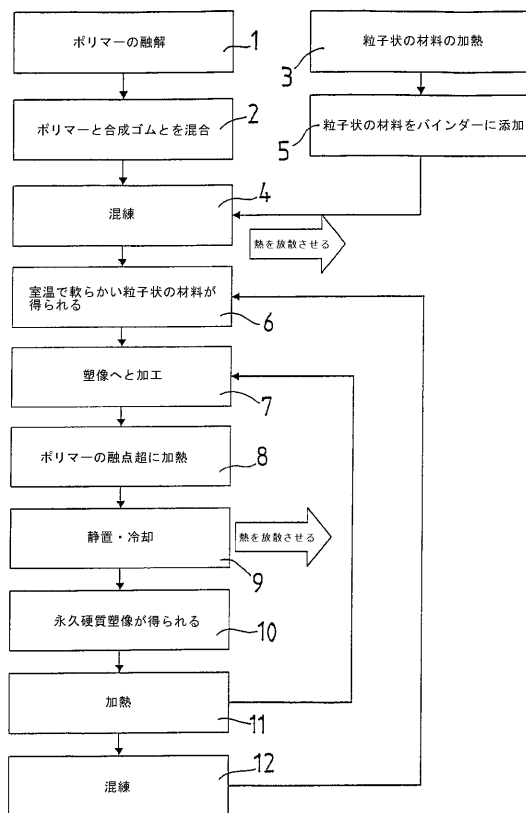 ポリマーの融解
1
粒子状の材料の加熱
3
ポリマーと合成ゴムとを混合
2
粒子状の材料をバインダーに添加
5
混練
4
熱を放散させる
室温で軟らかい粒子状の材料が
得られる
6
塑像へと加工
7
ポリマーの融点超に加熱
8
静置・冷却
9
熱を放散させる
永久硬質塑像が得られる
10
加熱
11
混練
12